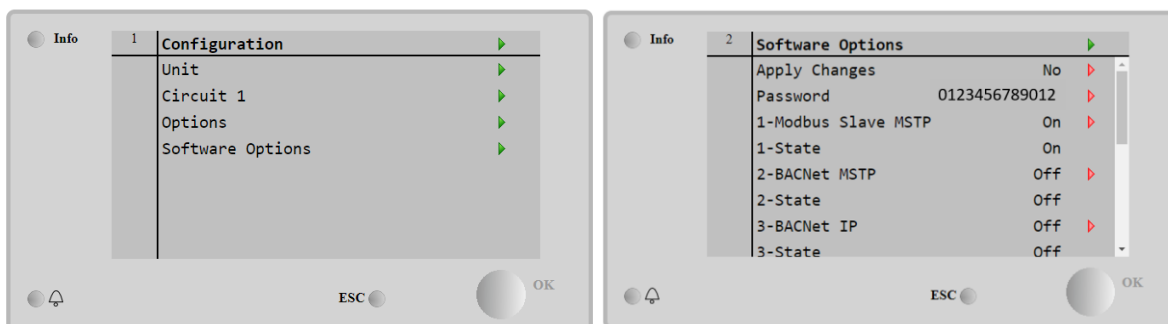 Info
1 Configuration
Unit
Circuit 1
Options
Software Options
ESC
OK
Info
2 Software Options
Apply Changes No
Password 0123456789012
1-Modbus Slave MSTP On
1-State On
2-BACNet MSTP Off
2-State Off
3-BACNet IP Off
3-State Off
ESC
OK